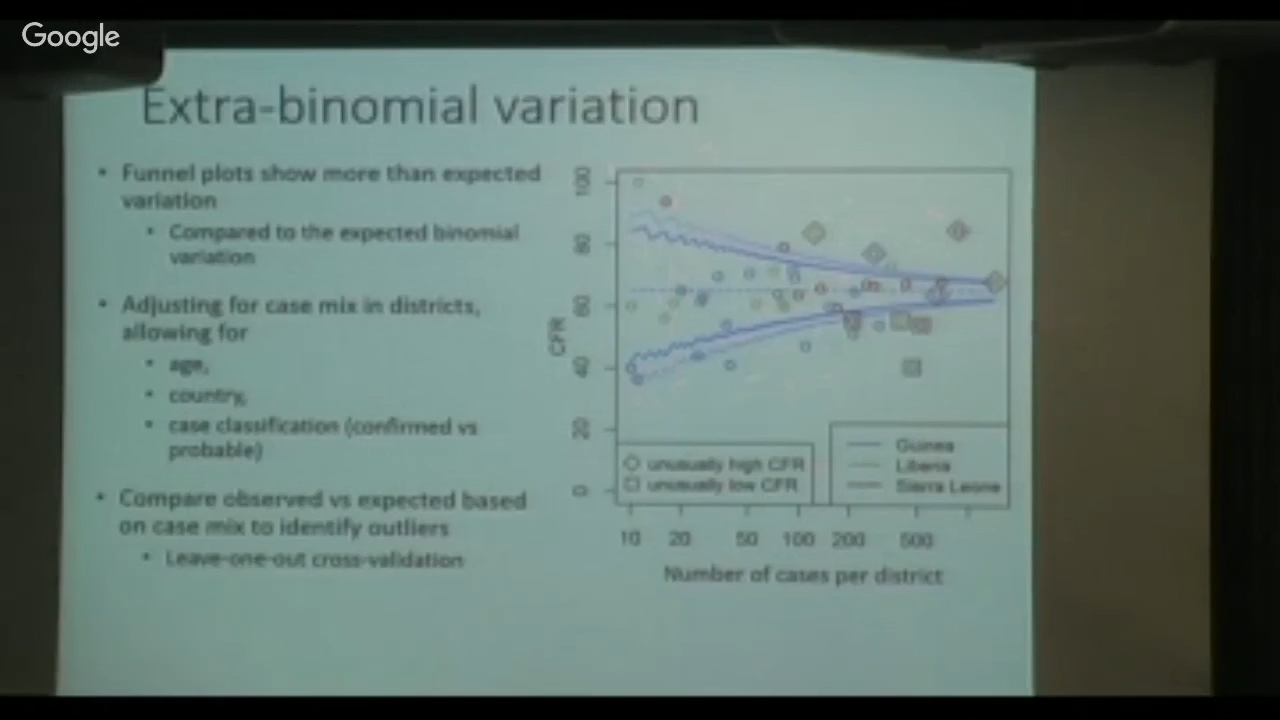 Google
Extra-binomial variation
• Funnel plots show more than expected
variation
• Compared to the expected binomial
variation
• Adjusting for case mix in districts,
allowing for
• age,
• country,
• case classification (confirmed vs
probable)
• Compare observed vs expected based
on case mix to identify outliers
• Leave-one-out cross-validation
CFR
100
80
60
40
20
0
unusually high CFR
unusually low CFR
Guinea
Liberia
Sierra Leone
10 20 50 100 200 500
Number of cases per district